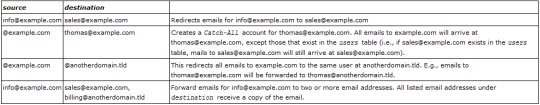 source destination
info@example.com sales@example.com Redirects emails for info@example.com to sales@example.com
@example.com thomas@example.com Creates a Catch-All account for thomas@example.com. All emails to example.com will arrive at
thomas@example.com, except those that exist in the users table (i.e., if sales@example.com exists in the users
table, mails to sales@example.com will still arrive at sales@example.com).
@example.com @anotherdomain.tld This redirects all emails to example.com to the same user at anotherdomain.tld. E.g., emails to
thomas@example.com will be forwarded to thomas@anotherdomain.tld.
info@example.com sales@example.com, Forward emails for info@example.com to two or more email addresses. All listed email addresses under
billing@anotherdomain.tld destination receive a copy of the email.